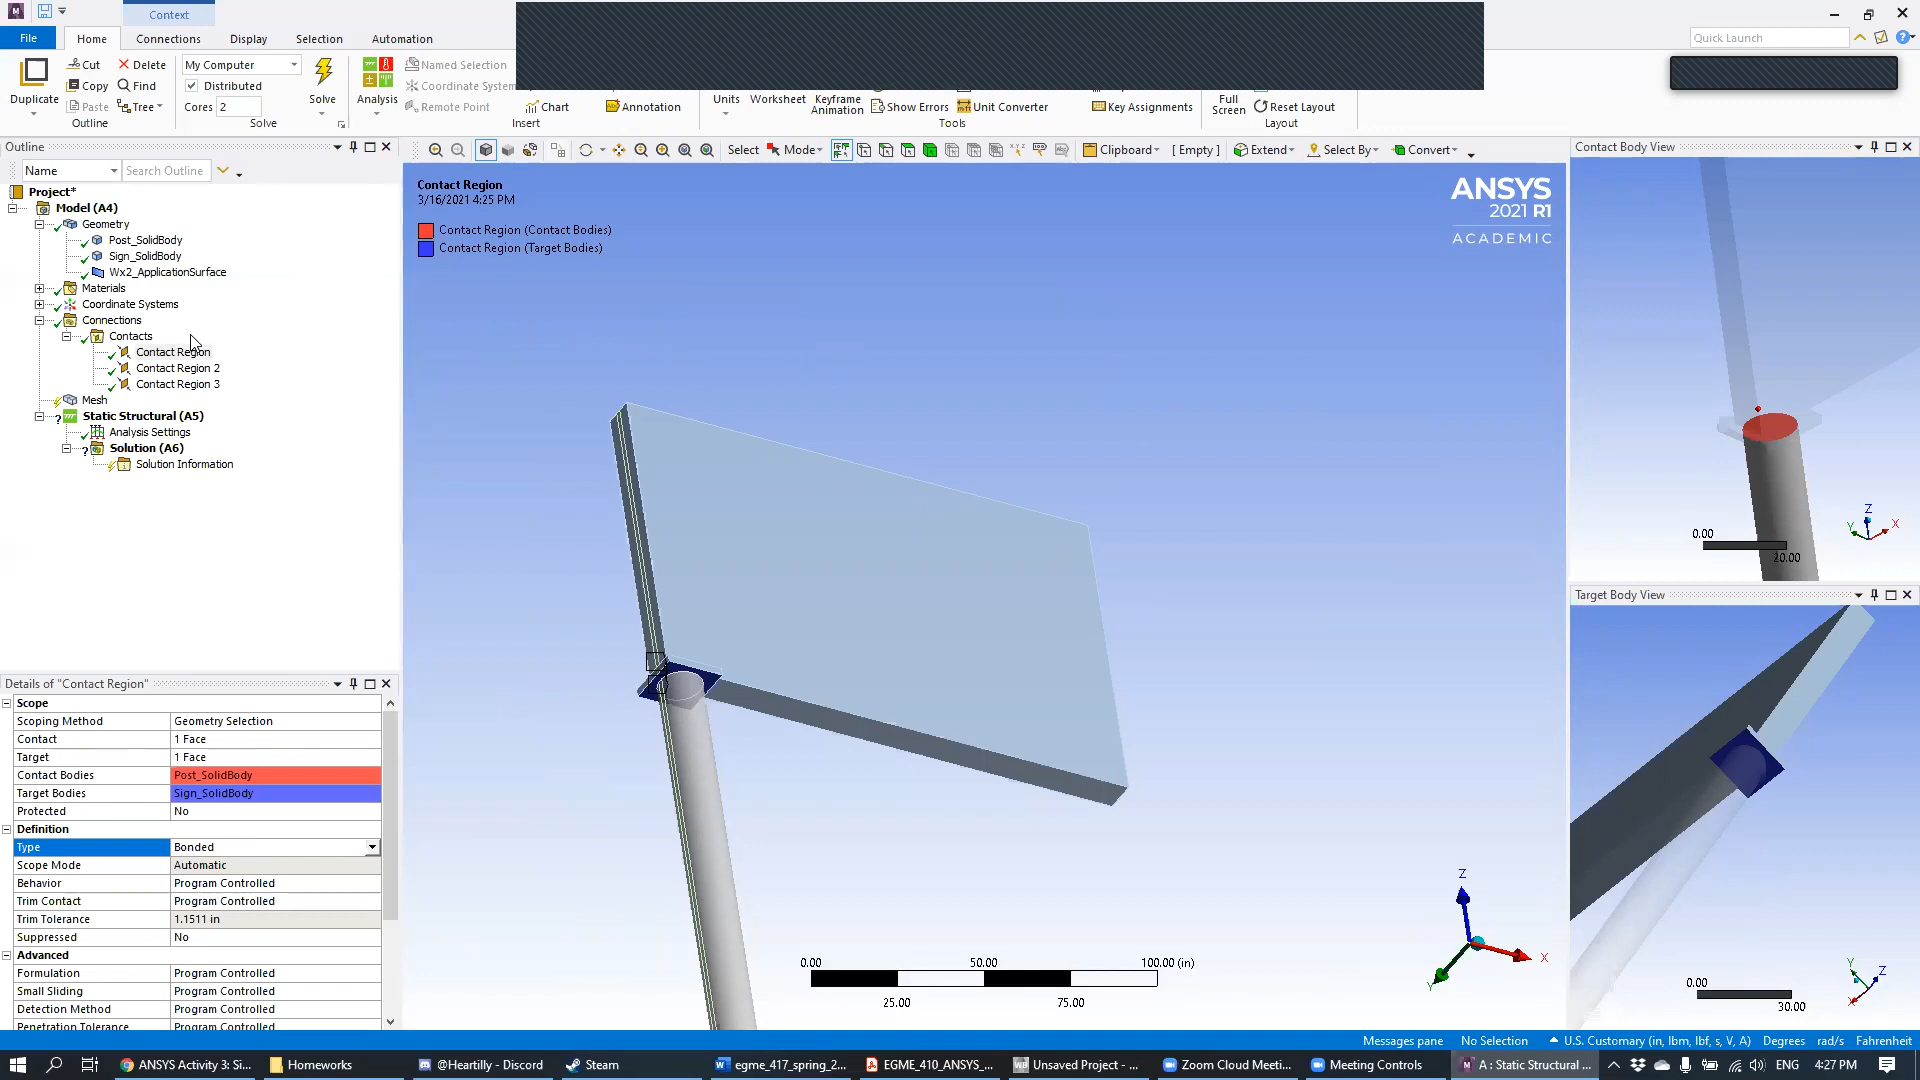 Context
File Home Connections Display Selection Automation
Quick Launch
Duplicate
Cut
Copy
Paste
Delete
Find
Tree
Outline
My Computer
Distributed
Cores 2
Solve
Solve
Analysis
Named Selection
Coordinate System
Remote Point
Chart
Annotation
Insert
Units
Worksheet
Keyframe Animation
Show Errors
Unit Converter
Key Assignments
Tools
Full Screen
Reset Layout
Layout
Outline
Name
Search Outline
Select Mode
Clipboard [ Empty ] Extend Select By Convert
Project*
Model (A4)
Geometry
Post_SolidBody
Sign_SolidBody
Wx2_ApplicationSurface
Materials
Coordinate Systems
Connections
Contacts
Contact Region
Contact Region 2
Contact Region 3
Mesh
Static Structural (A5)
Analysis Settings
Solution (A6)
Solution Information
Details of "Contact Region"
Scope
Scoping Method Geometry Selection
Contact 1 Face
Target 1 Face
Contact Bodies Post_SolidBody
Target Bodies Sign_SolidBody
Protected No
Definition
Type Bonded
Scope Mode Automatic
Behavior Program Controlled
Trim Contact Program Controlled
Trim Tolerance 1.1511 in
Suppressed No
Advanced
Formulation Program Controlled
Small Sliding Program Controlled
Detection Method Program Controlled
Penetration Tolerance Program Controlled
Contact Region
3/16/2021 4:25 PM
Contact Region (Contact Bodies)
Contact Region (Target Bodies)
ANSYS
2021 R1
ACADEMIC
0.00 50.00 100.00 (in)
25.00 75.00
Z
X
Y
Contact Body View
0.00
20.00
Z
Y X
Target Body View
0.00
30.00
Y Z
X
Messages pane No Selection U.S. Customary (in, lbm, lbf, s, V, A) Degrees rad/s Fahrenheit
ANSYS Activity 3: Si... Homeworks @Heartilly - Discord Steam egme_417_spring_2... EGME_410_ANSYS_... Unsaved Project - ... Zoom Cloud Meeti... Meeting Controls A : Static Structural ... ENG 4:27 PM